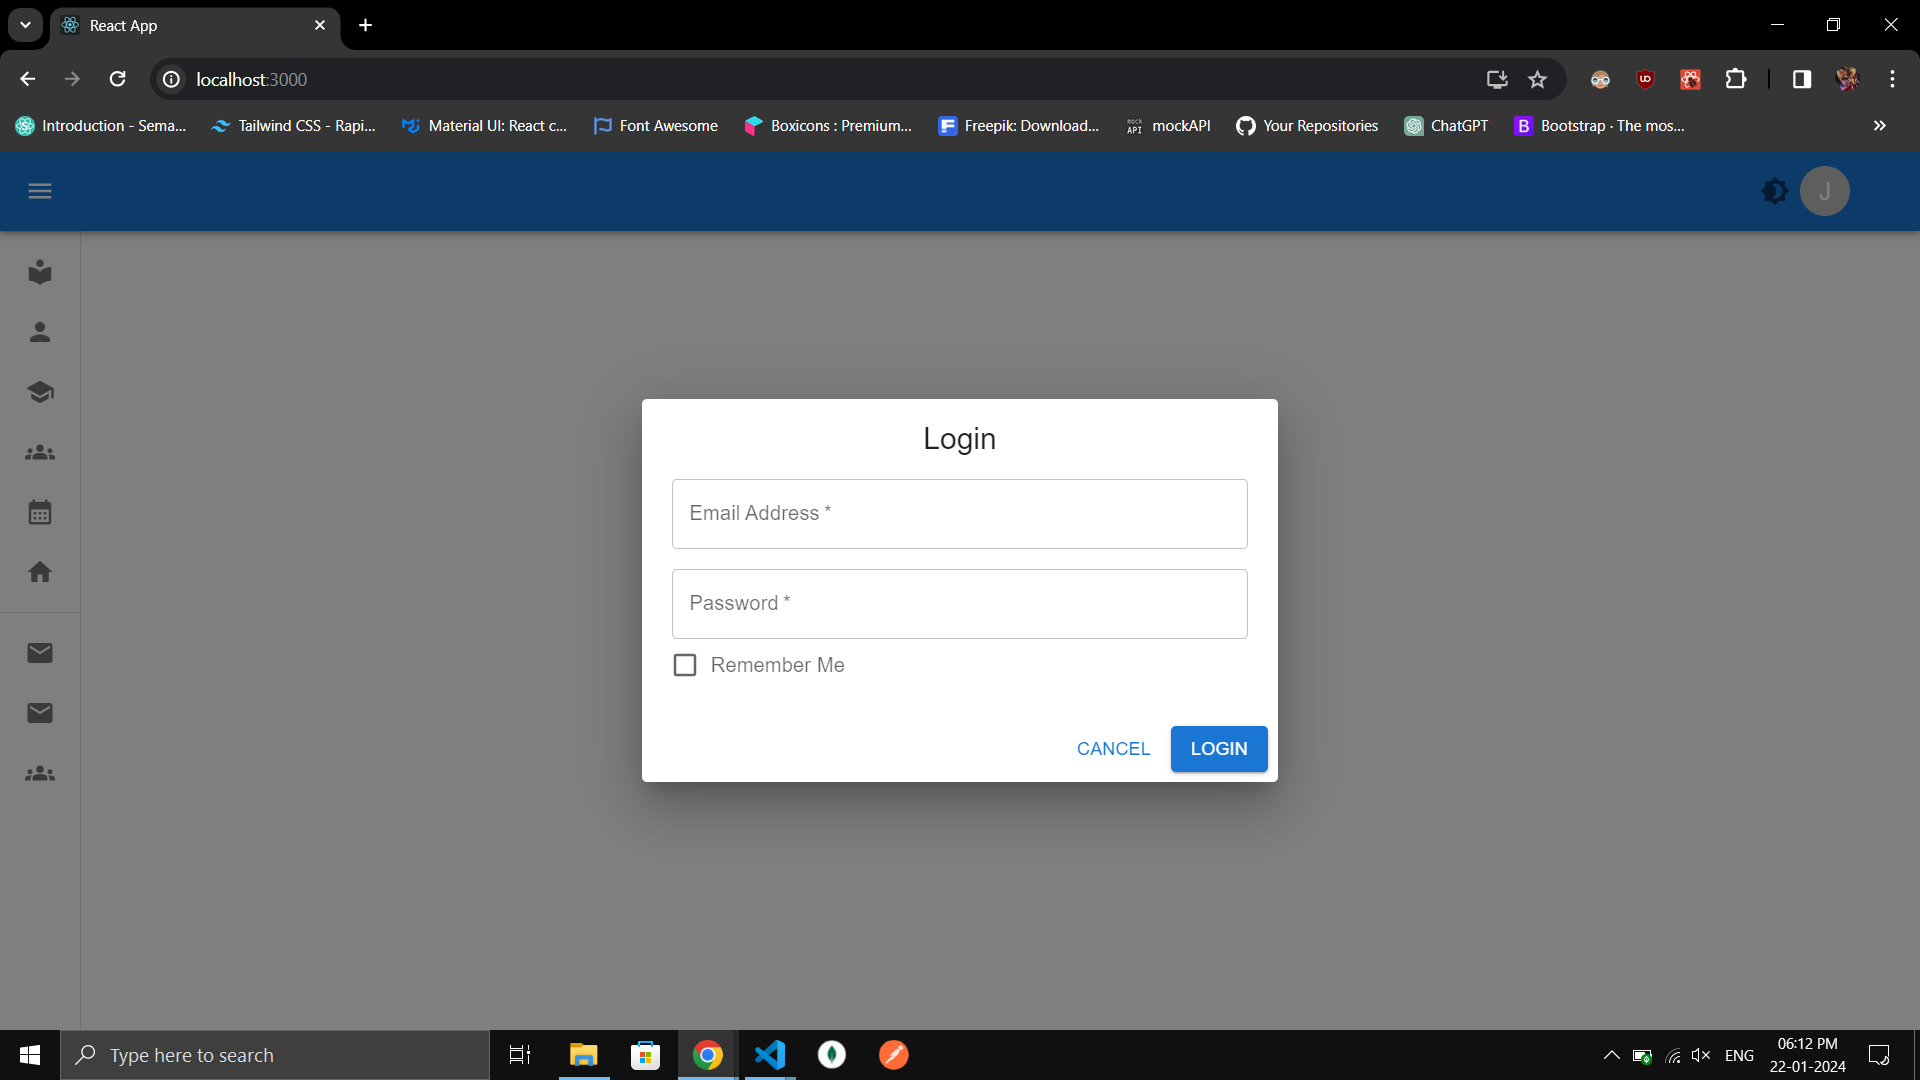 React App
localhost:3000
Introduction - Sema...
Tailwind CSS - Rapi...
Material UI: React c...
Font Awesome
Boxicons : Premium...
Freepik: Download...
mock
API
mockAPI
Your Repositories
ChatGPT
B
Bootstrap · The mos...
J
Login
Email Address *
Password *
Remember Me
CANCEL
LOGIN
Type here to search
ENG
06:12 PM
22-01-2024